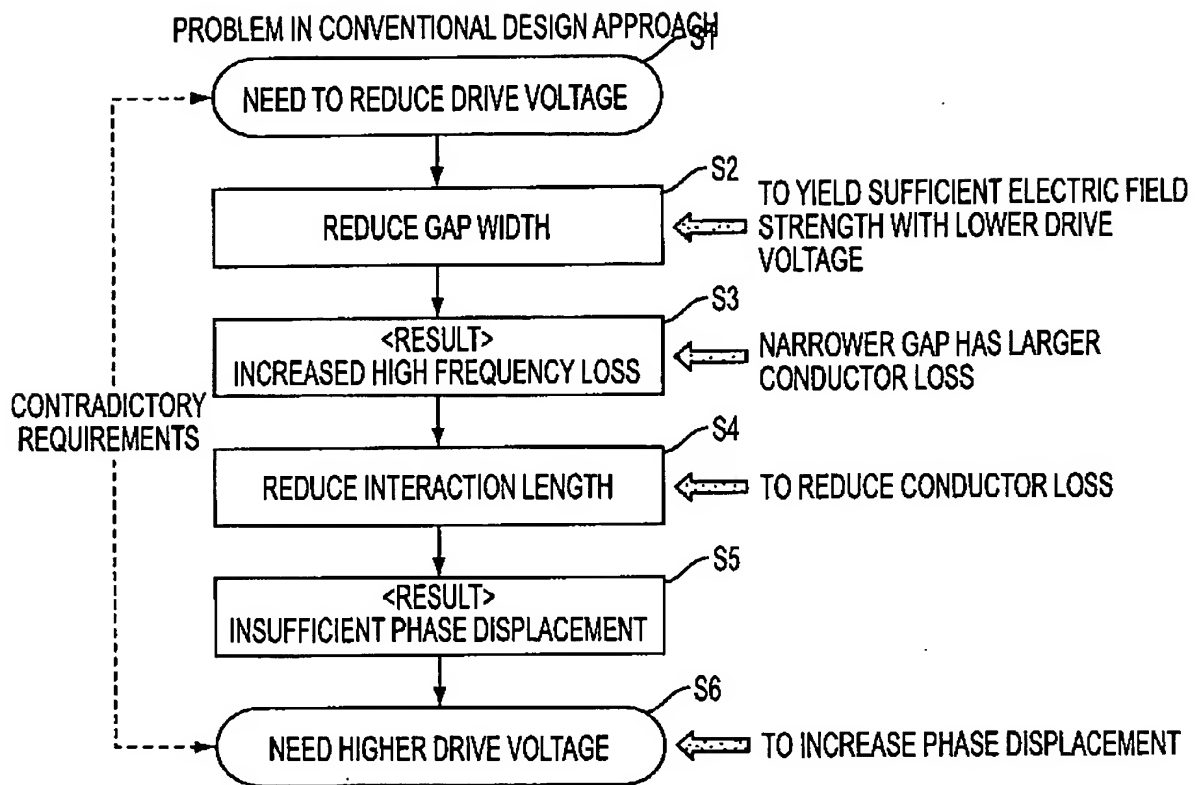 PROBLEM IN CONVENTIONAL DESIGN APPROACH
S1
NEED TO REDUCE DRIVE VOLTAGE
S2
REDUCE GAP WIDTH
TO YIELD SUFFICIENT ELECTRIC FIELD
STRENGTH WITH LOWER DRIVE
VOLTAGE
S3
<RESULT>
INCREASED HIGH FREQUENCY LOSS
NARROWER GAP HAS LARGER
CONDUCTOR LOSS
CONTRADICTORY
REQUIREMENTS
S4
REDUCE INTERACTION LENGTH
TO REDUCE CONDUCTOR LOSS
S5
<RESULT>
INSUFFICIENT PHASE DISPLACEMENT
S6
NEED HIGHER DRIVE VOLTAGE
TO INCREASE PHASE DISPLACEMENT